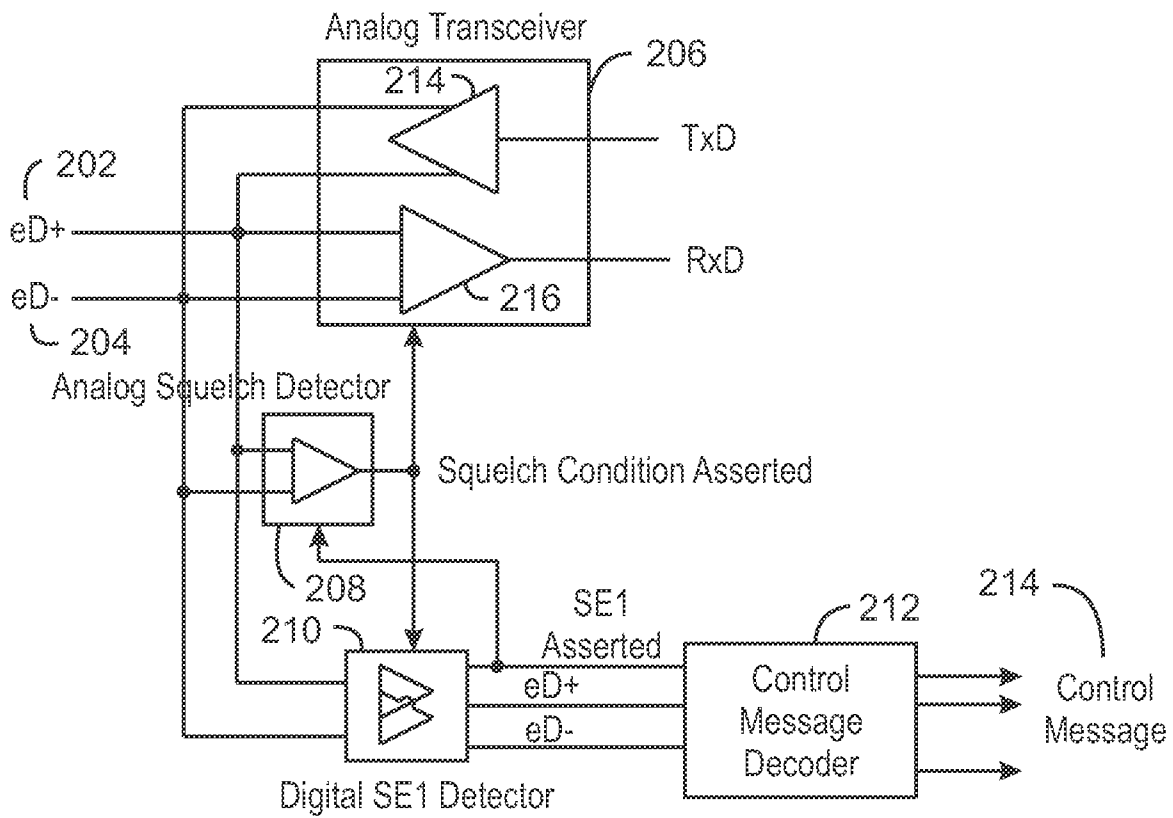 Analog Transceiver
206
214
TxD
202
eD+
RxD
eD-
216
204
Analog Squelch Detector
Squelch Condition Asserted
208
210
SE1
Asserted
212
214
eD+
eD-
Control
Message
Decoder
Control
Message
Digital SE1 Detector